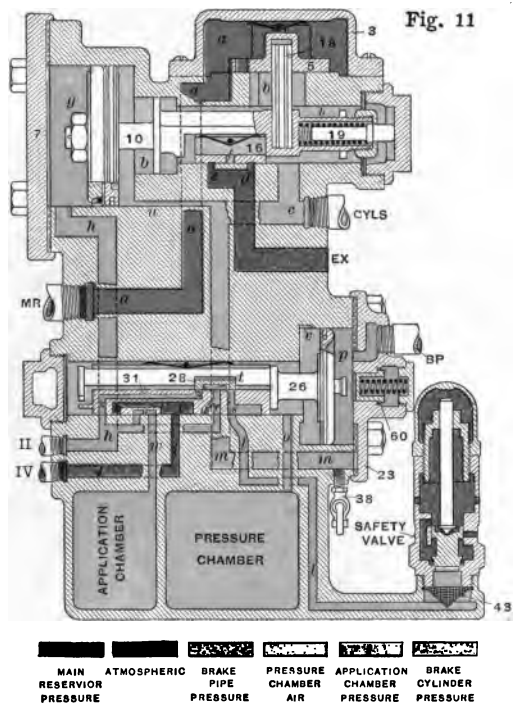 Fig. 11
3
a
18
5
a
b
b
7
g
10
19
16
b
b
e
d
h
u
a
c
CYLS
EX
MR
a
v
p
BP
31
28
t
26
60
II
h
w
m
m
23
IV
38
APPLICATION
CHAMBER
PRESSURE
CHAMBER
SAFETY
VALVE
43
MAIN
RESERVIOR
PRESSURE
ATMOSPHERIC
BRAKE
PIPE
PRESSURE
PRESSURE
CHAMBER
AIR
APPLICATION
CHAMBER
PRESSURE
BRAKE
CYLINDER
PRESSURE